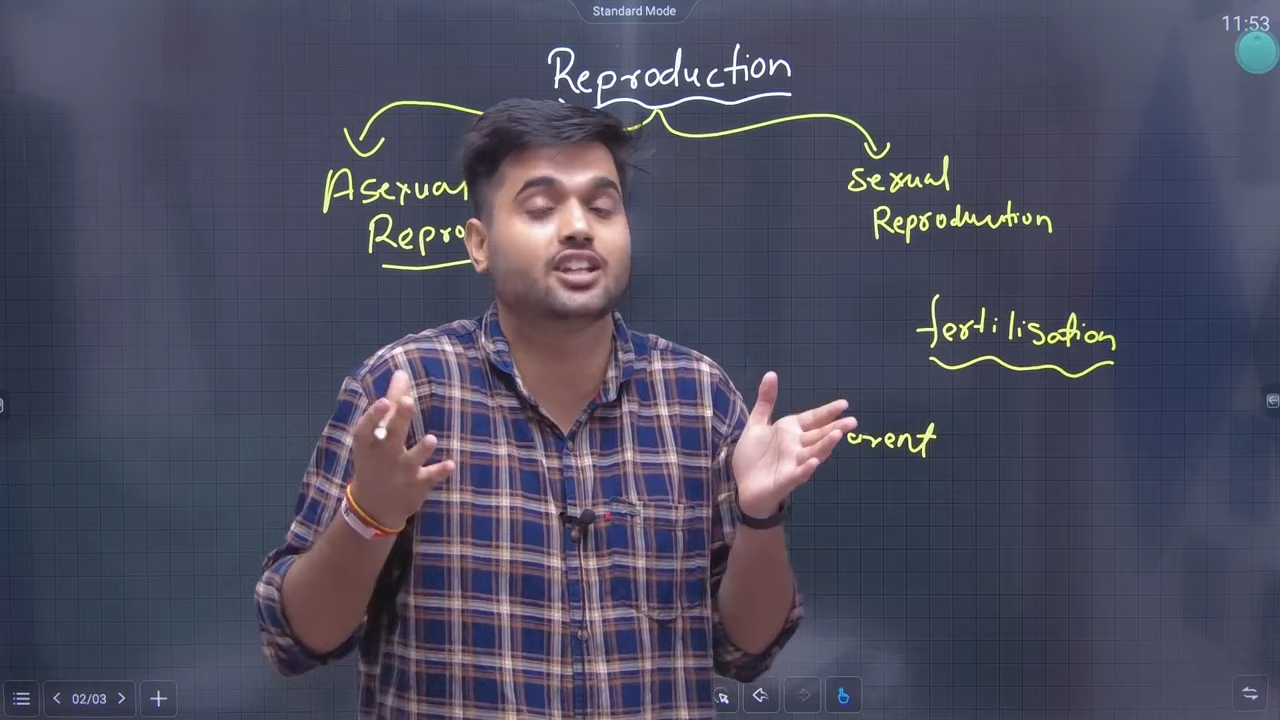 Standard Mode
11:53
Reproduction
Asexual
Repro
sexual
Reproduction
fertilisation
arent
02/03